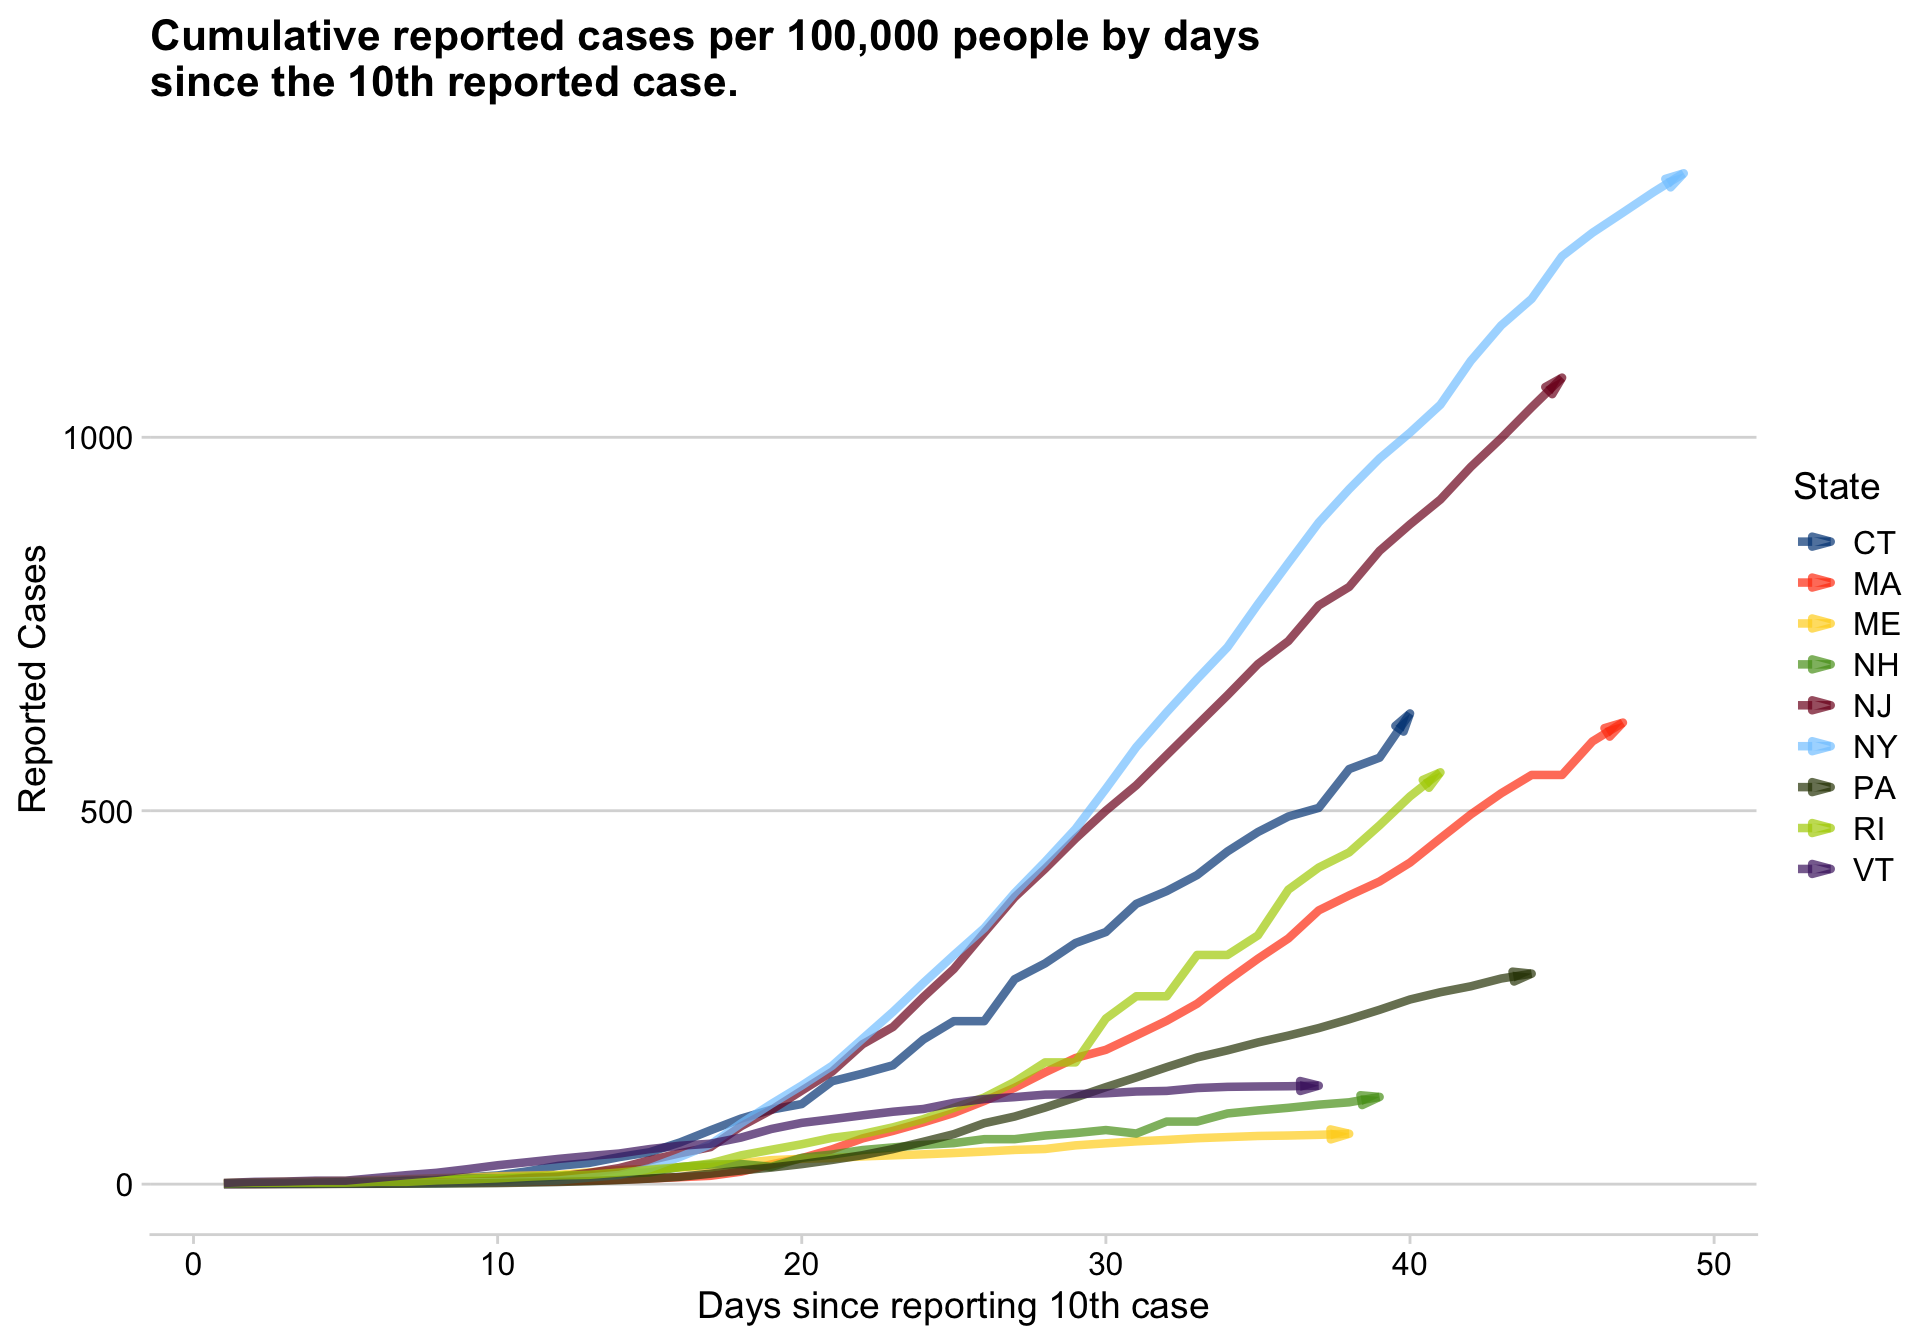 Cumulative reported cases per 100,000 people by days
since the 10th reported case.
Reported Cases
1000
500
0
0 10 20 30 40 50
Days since reporting 10th case
State
CT
MA
ME
NH
NJ
NY
PA
RI
VT